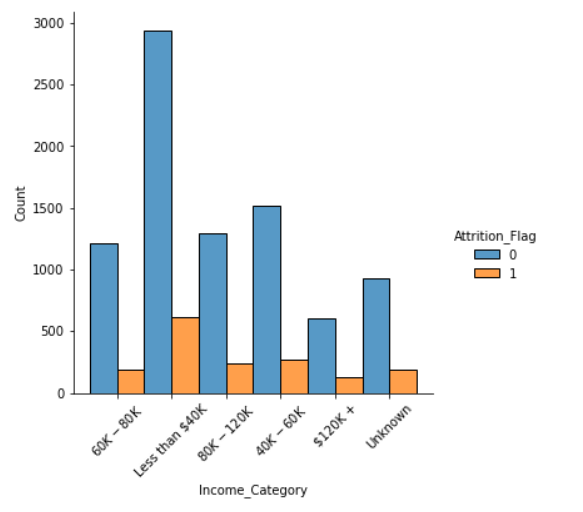 3000
2500
2000
1500
1000
500
0
Count
Attrition_Flag
0
1
60K − 80K
Less than $40K
80K − 120K
40K − 60K
$120K +
Unknown
Income_Category